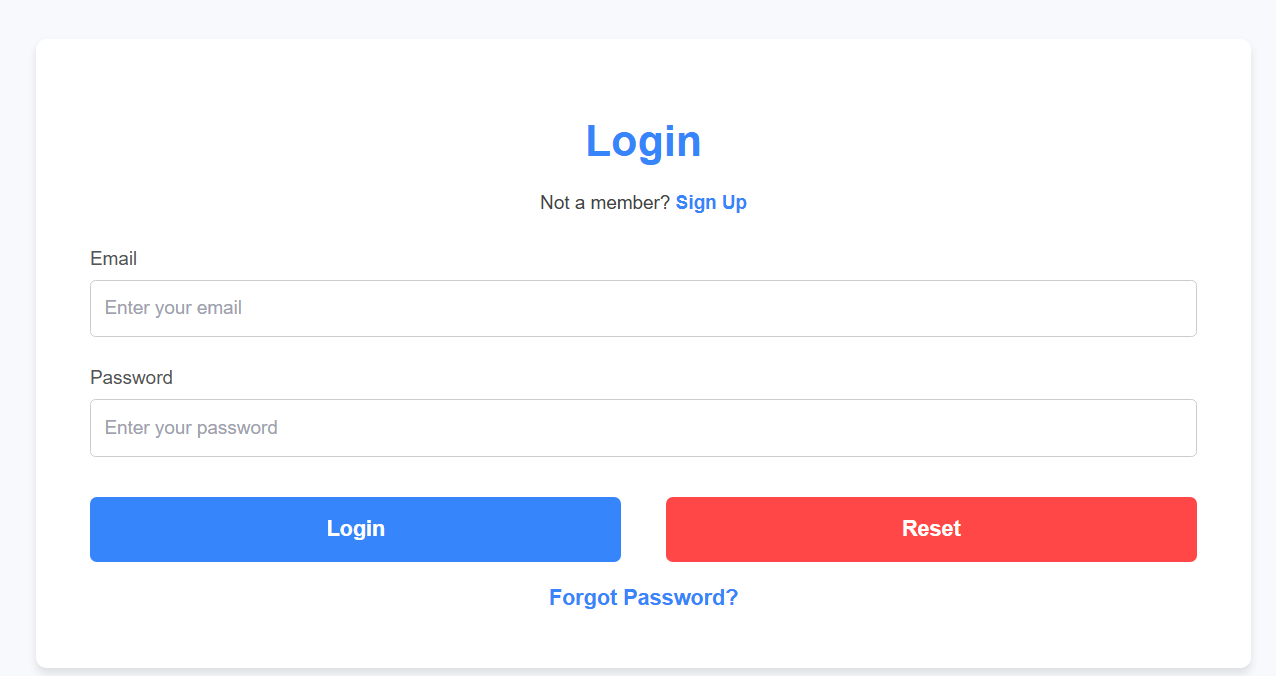 Login
Not a member? Sign Up
Email
Enter your email
Password
Enter your password
Login
Reset
Forgot Password?